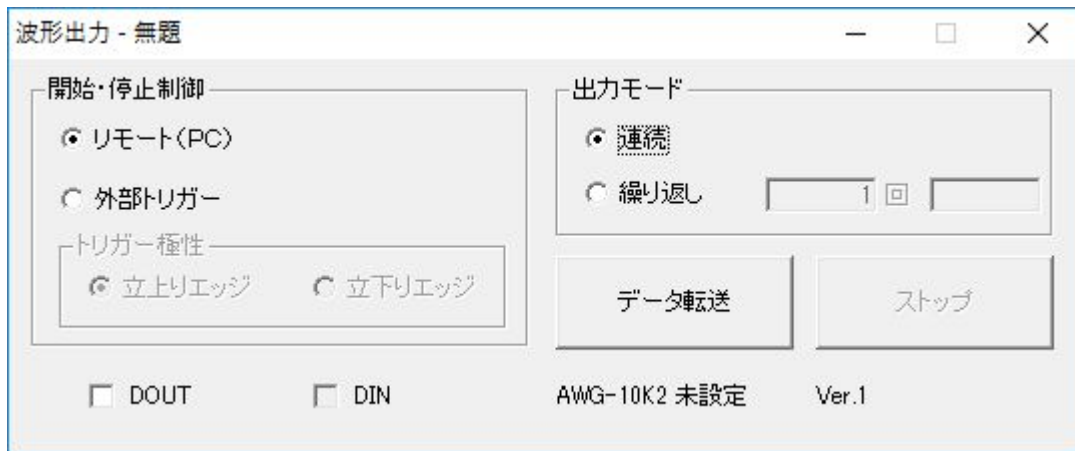 波形出力 - 無題
開始・停止制御
リモート(PC)
外部トリガー
トリガー極性
立上りエッジ 立下りエッジ
出力モード
連続
繰り返し 1 回
データ転送 ストップ
DOUT DIN AWG-10K2 未設定 Ver.1